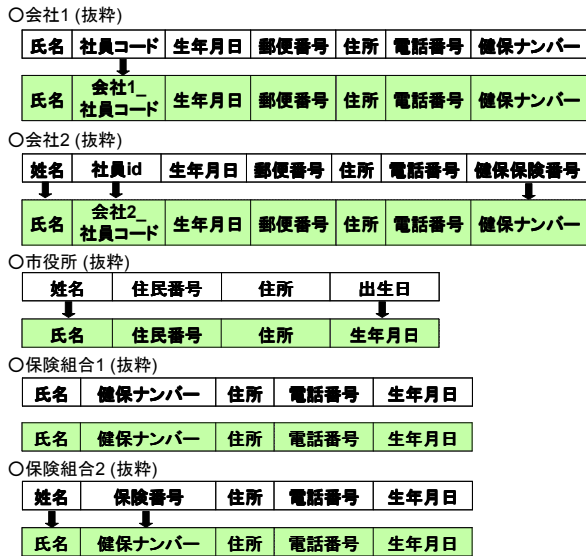 〇会社1 (抜粋)
氏名 社員コード 生年月日 郵便番号 住所 電話番号 健保ナンバー
氏名 会社1_社員コード 生年月日 郵便番号 住所 電話番号 健保ナンバー
〇会社2 (抜粋)
姓名 社員id 生年月日 郵便番号 住所 電話番号 健保保険番号
氏名 会社2_社員コード 生年月日 郵便番号 住所 電話番号 健保ナンバー
〇市役所 (抜粋)
姓名 住民番号 住所 出生日
氏名 住民番号 住所 生年月日
〇保険組合1 (抜粋)
氏名 健保ナンバー 住所 電話番号 生年月日
氏名 健保ナンバー 住所 電話番号 生年月日
〇保険組合2 (抜粋)
姓名 保険番号 住所 電話番号 生年月日
氏名 健保ナンバー 住所 電話番号 生年月日